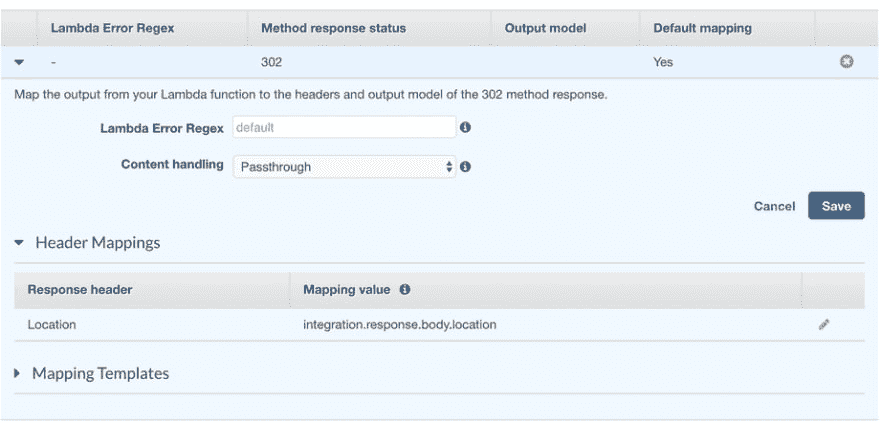 Lambda Error Regex Method response status Output model Default mapping
- 302 Yes
Map the output from your Lambda function to the headers and output model of the 302 method response.
Lambda Error Regex default
Content handling Passthrough
Cancel Save
Header Mappings
Response header Mapping value
Location integration.response.body.location
Mapping Templates